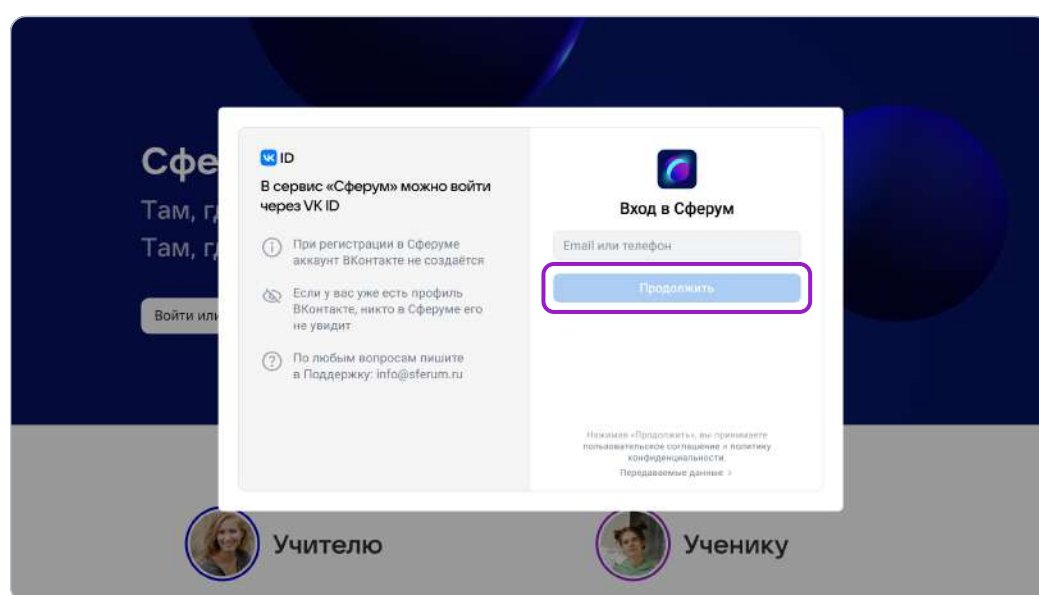 Сфе
Там, г
Там, г
Войти или
VK ID
В сервис «Сферум» можно войти
через VK ID
При регистрации в Сферуме
аккаунт ВКонтакте не создаётся
Если у вас уже есть профиль
ВКонтакте, никто в Сферуме его
не увидит
По любым вопросам пишите
в Поддержку: info@sferum.ru
Вход в Сферум
Email или телефон
Продолжить
Нажимая «Продолжить», вы принимаете
пользовательское соглашение и политику
конфиденциальности.
Передаваемые данные >
Учителю
Ученику